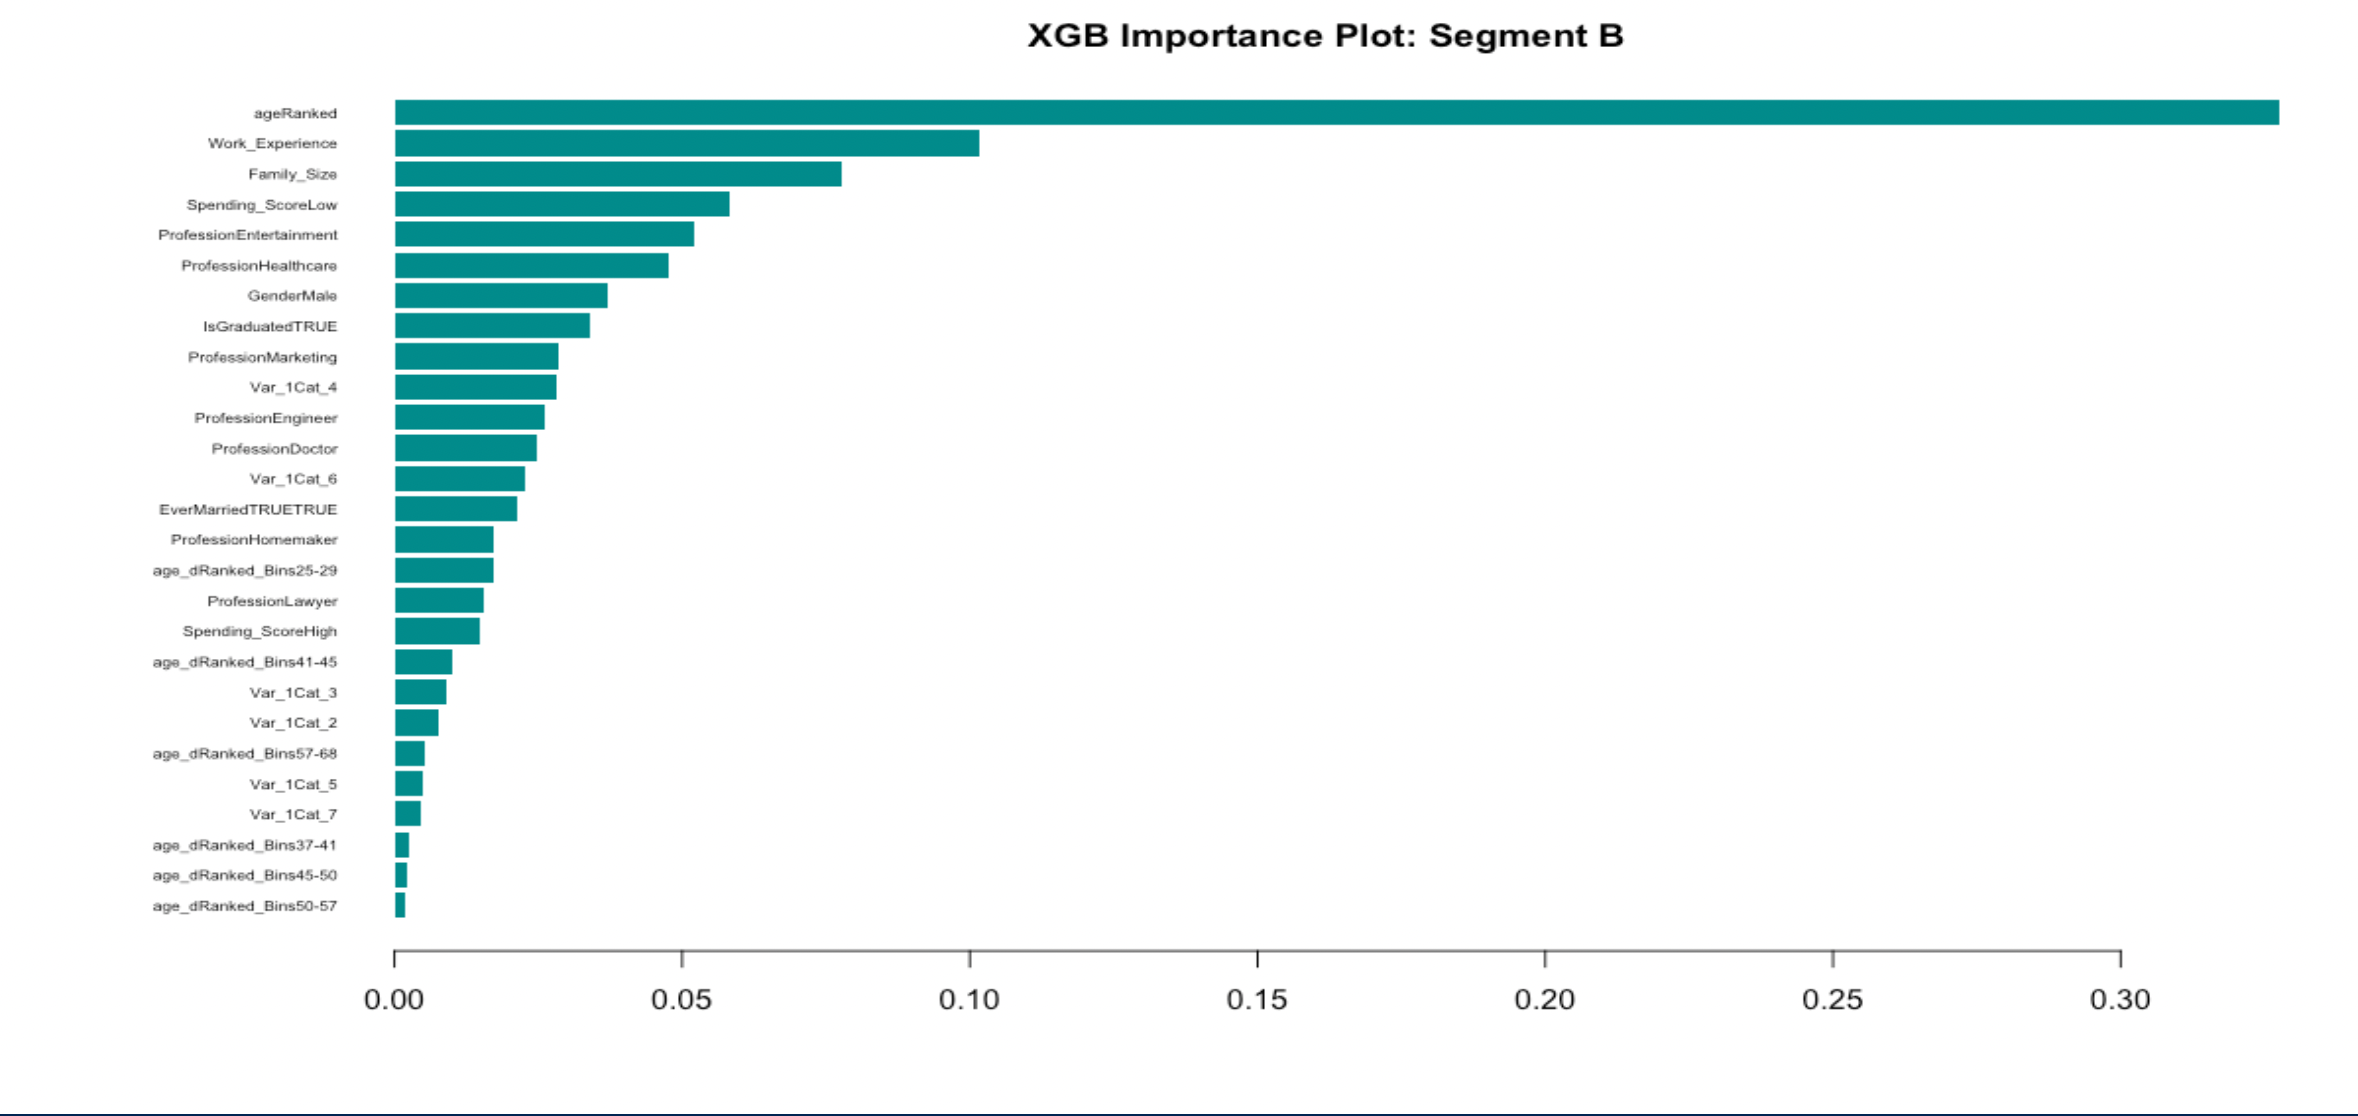 XGB Importance Plot: Segment B
ageRanked
Work_Experience
Family_Size
Spending_ScoreLow
ProfessionEntertainment
ProfessionHealthcare
GenderMale
IsGraduatedTRUE
ProfessionMarketing
Var_1Cat_4
ProfessionEngineer
ProfessionDoctor
Var_1Cat_6
EverMarriedTRUETRUE
ProfessionHomemaker
age_dRanked_Bins25-29
ProfessionLawyer
Spending_ScoreHigh
age_dRanked_Bins41-45
Var_1Cat_3
Var_1Cat_2
age_dRanked_Bins57-68
Var_1Cat_5
Var_1Cat_7
age_dRanked_Bins37-41
age_dRanked_Bins45-50
age_dRanked_Bins50-57
0.00 0.05 0.10 0.15 0.20 0.25 0.30